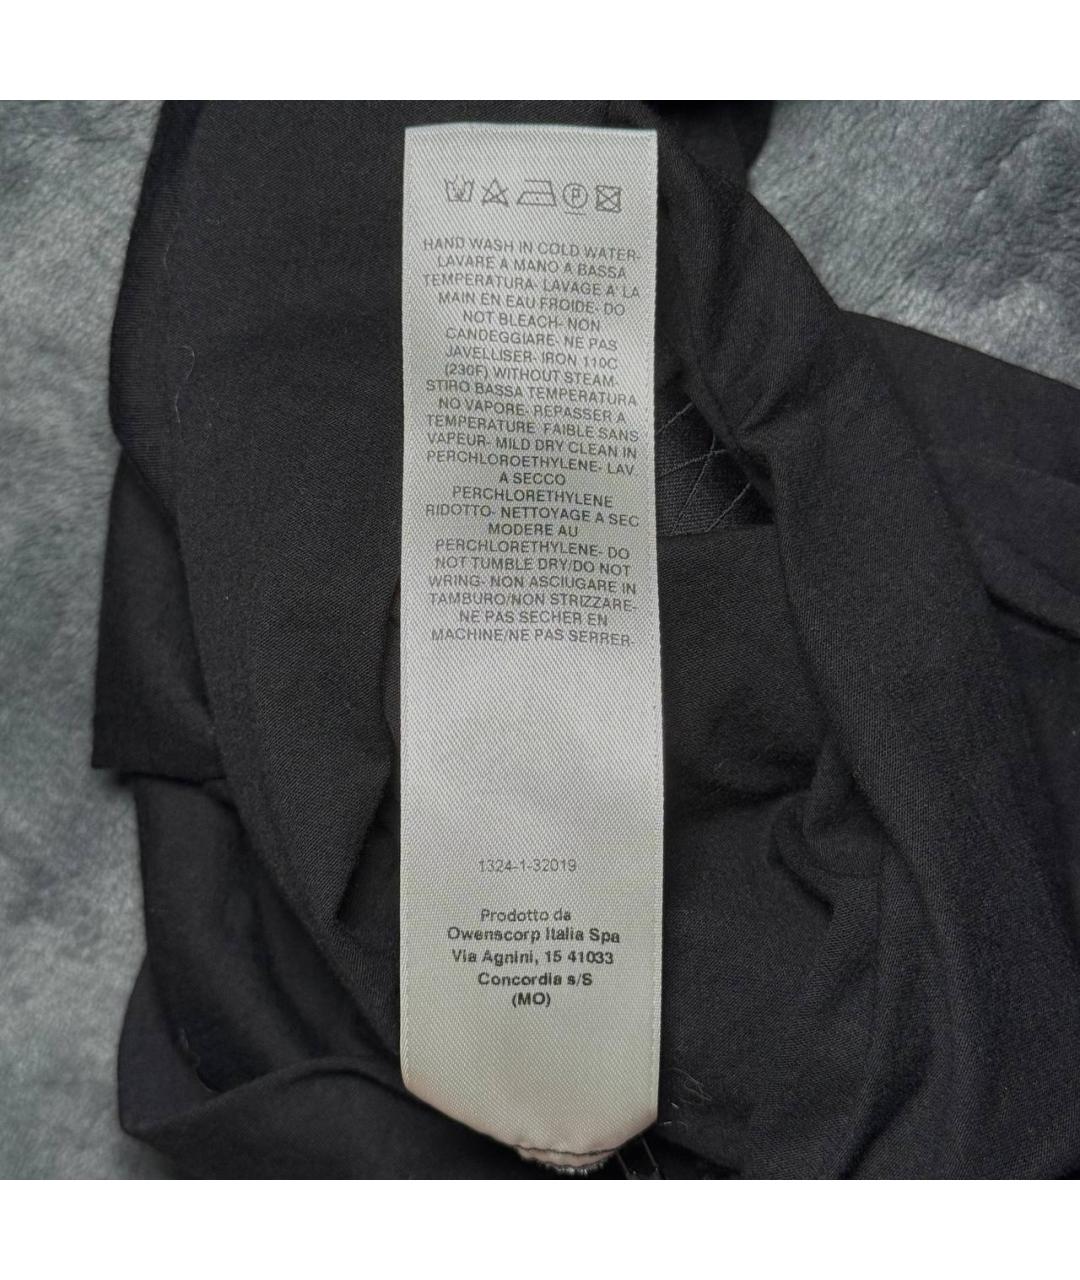 P
HAND WASH IN COLD WATER-
LAVARE A MANO A BASSA
TEMPERATURA- LAVAGE A LA
MAIN EN EAU FROIDE- DO
NOT BLEACH- NON
CANDEGGIARE- NE PAS
JAVELLISER- IRON 110C
(230F) WITHOUT STEAM-
STIRO BASSA TEMPERATURA
NO VAPORE- REPASSER A
TEMPERATURE FAIBLE SANS
VAPEUR- MILD DRY CLEAN IN
PERCHLOROETHYLENE- LAV
A SECCO
PERCHLORETHYLENE
RIDOTTO- NETTOYAGE A SEC
MODERE AU
PERCHLORETHYLENE- DO
NOT TUMBLE DRY/DO NOT
WRING- NON ASCIUGARE IN
TAMBURO/NON STRIZZARE-
NE PAS SECHER EN
MACHINE/NE PAS SERRER-
1324-1-32019
Prodotto da
Owenscorp Italia Spa
Via Agnini, 15 41033
Concordia s/S
(MO)